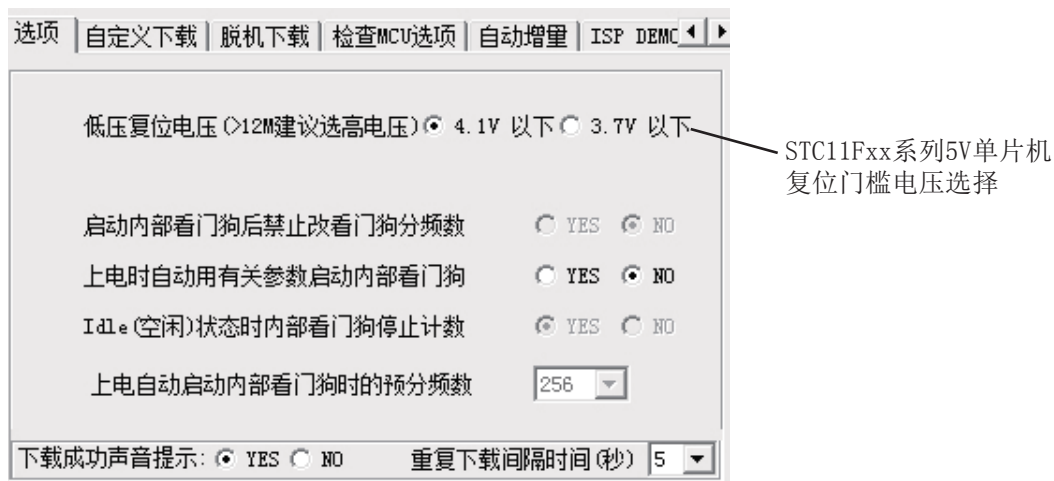 选项 自定义下载 脱机下载 检查MCU选项 自动增量 ISP DEMO
低压复位电压(>12M建议选高电压) 4.1V 以下 3.7V 以下
STC11Fxx系列5V单片机
复位门槛电压选择
启动内部看门狗后禁止改看门狗分频数 YES NO
上电时自动用有关参数启动内部看门狗 YES NO
Idle(空闲)状态时内部看门狗停止计数 YES NO
上电自动启动内部看门狗时的预分频数 256
下载成功声音提示: YES NO 重复下载间隔时间(秒) 5